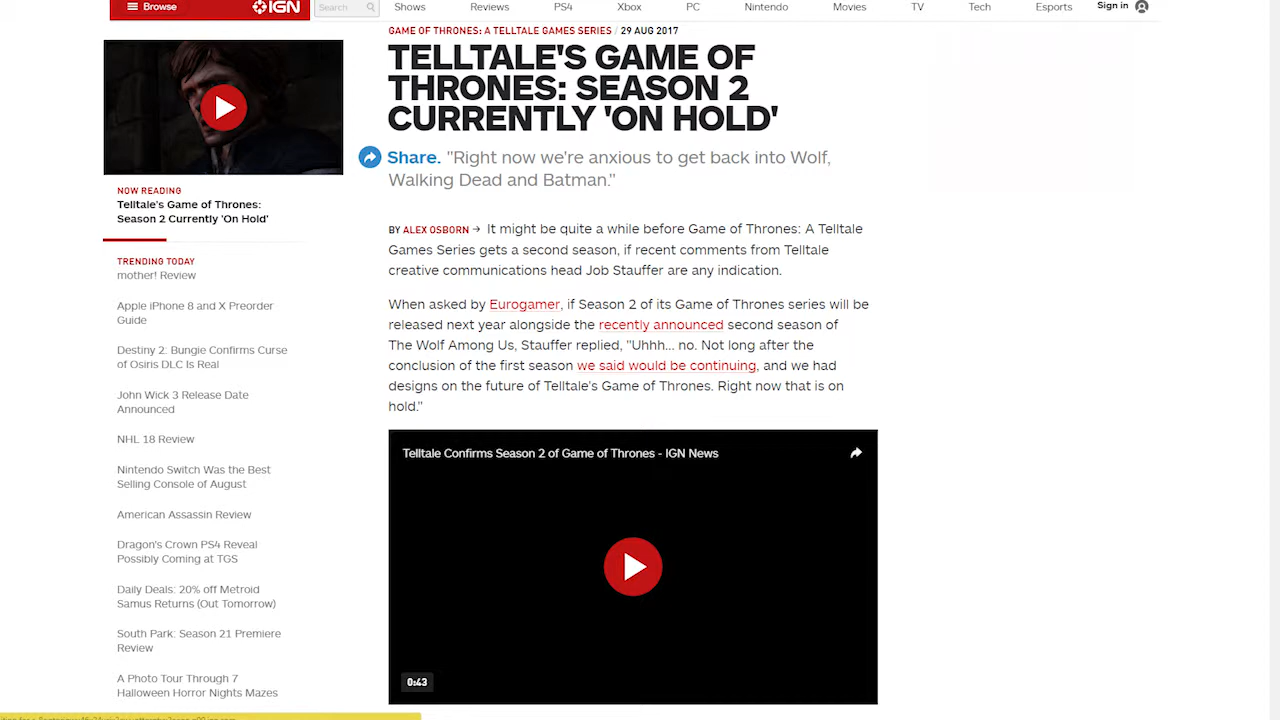 Browse
IGN
Search
Shows
Reviews
PS4
Xbox
PC
Nintendo
Movies
TV
Tech
Esports
Sign in
NOW READING
Telltale's Game of Thrones:
Season 2 Currently 'On Hold'
TRENDING TODAY
mother! Review
Apple iPhone 8 and X Preorder
Guide
Destiny 2: Bungie Confirms Curse
of Osiris DLC Is Real
John Wick 3 Release Date
Announced
NHL 18 Review
Nintendo Switch Was the Best
Selling Console of August
American Assassin Review
Dragon's Crown PS4 Reveal
Possibly Coming at TGS
Daily Deals: 20% off Metroid
Samus Returns (Out Tomorrow)
South Park: Season 21 Premiere
Review
A Photo Tour Through 7
Halloween Horror Nights Mazes
GAME OF THRONES: A TELLTALE GAMES SERIES / 29 AUG 2017
TELLTALE'S GAME OF
THRONES: SEASON 2
CURRENTLY 'ON HOLD'
Share. "Right now we're anxious to get back into Wolf,
Walking Dead and Batman."
BY ALEX OSBORN → It might be quite a while before Game of Thrones: A Telltale
Games Series gets a second season, if recent comments from Telltale
creative communications head Job Stauffer are any indication.
When asked by Eurogamer, if Season 2 of its Game of Thrones series will be
released next year alongside the recently announced second season of
The Wolf Among Us, Stauffer replied, "Uhhh... no. Not long after the
conclusion of the first season we said would be continuing, and we had
designs on the future of Telltale's Game of Thrones. Right now that is on
hold."
Telltale Confirms Season 2 of Game of Thrones - IGN News
0:43